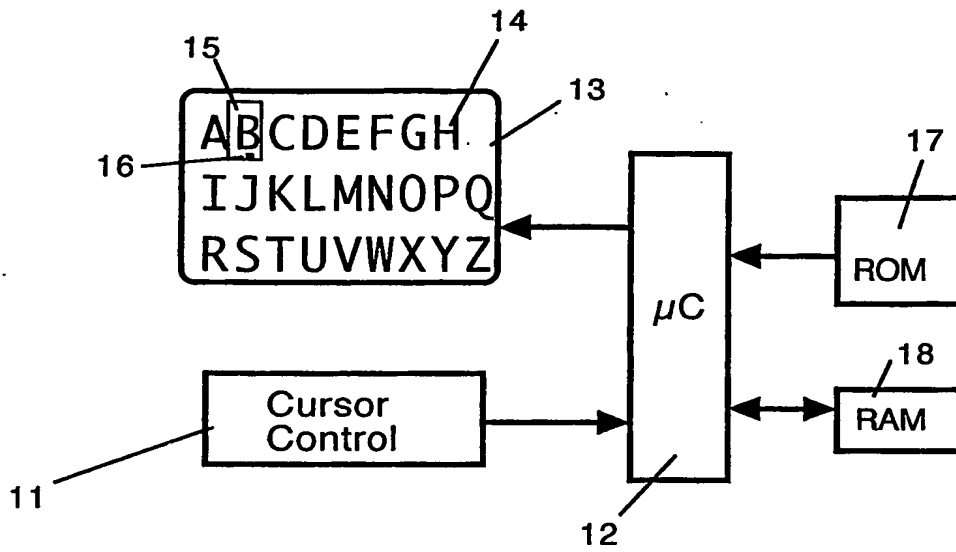 14
15
13
ABCDEFGH
16
17
IJKLMNOPQ
RSTUVWXYZ
ROM
µC
18
Cursor
Control
RAM
11
12